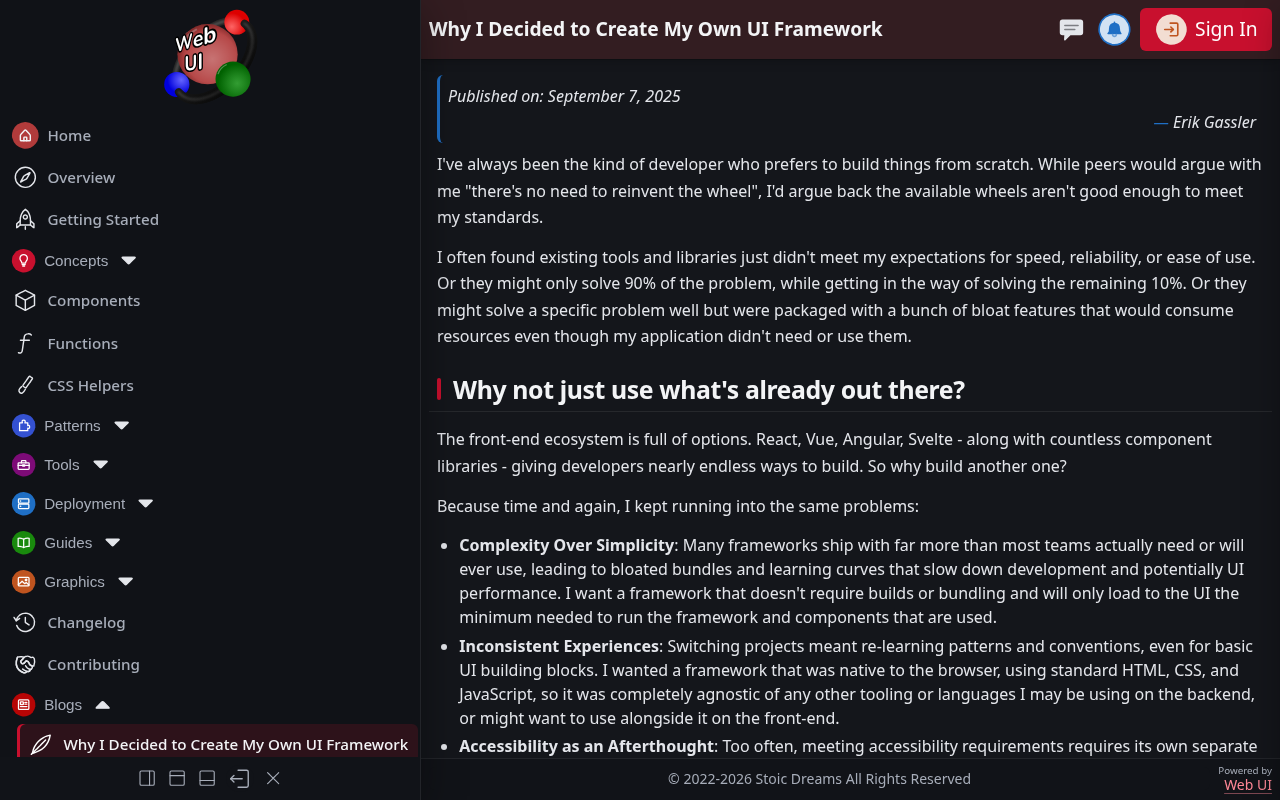 Web
UI
Home
Overview
Getting Started
Concepts
Components
Functions
CSS Helpers
Patterns
Tools
Deployment
Guides
Graphics
Changelog
Contributing
Blogs
Why I Decided to Create My Own UI Framework
Why I Decided to Create My Own UI Framework
Sign In
Published on: September 7, 2025
— Erik Gassler
I've always been the kind of developer who prefers to build things from scratch. While peers would argue with
me "there's no need to reinvent the wheel", I'd argue back the available wheels aren't good enough to meet
my standards.
I often found existing tools and libraries just didn't meet my expectations for speed, reliability, or ease of use.
Or they might only solve 90% of the problem, while getting in the way of solving the remaining 10%. Or they
might solve a specific problem well but were packaged with a bunch of bloat features that would consume
resources even though my application didn't need or use them.
Why not just use what's already out there?
The front-end ecosystem is full of options. React, Vue, Angular, Svelte - along with countless component
libraries - giving developers nearly endless ways to build. So why build another one?
Because time and again, I kept running into the same problems:
• Complexity Over Simplicity: Many frameworks ship with far more than most teams actually need or will
ever use, leading to bloated bundles and learning curves that slow down development and potentially UI
performance. I want a framework that doesn't require builds or bundling and will only load to the UI the
minimum needed to run the framework and components that are used.
• Inconsistent Experiences: Switching projects meant re-learning patterns and conventions, even for basic
UI building blocks. I wanted a framework that was native to the browser, using standard HTML, CSS, and
JavaScript, so it was completely agnostic of any other tooling or languages I may be using on the backend,
or might want to use alongside it on the front-end.
• Accessibility as an Afterthought: Too often, meeting accessibility requirements requires its own separate
© 2022-2026 Stoic Dreams All Rights Reserved
Powered by
Web UI